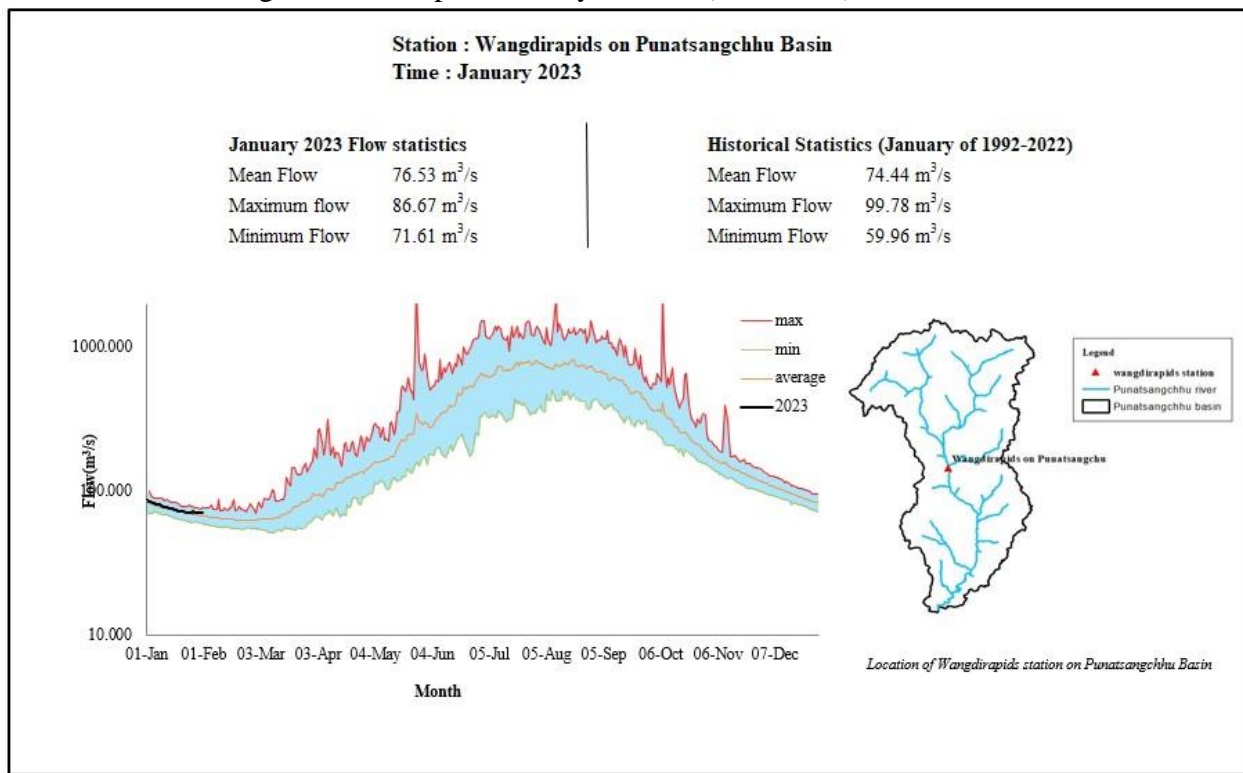 Station : Wangdirapids on Punatsangchhu Basin
Time : January 2023
January 2023 Flow statistics
Mean Flow 76.53 m³/s
Maximum flow 86.67 m³/s
Minimum Flow 71.61 m³/s
Historical Statistics (January of 1992-2022)
Mean Flow 74.44 m³/s
Maximum Flow 99.78 m³/s
Minimum Flow 59.96 m³/s
Flow(m³/s)
1000.000
100.000
10.000
01-Jan 01-Feb 03-Mar 03-Apr 04-May 04-Jun 05-Jul 05-Aug 05-Sep 06-Oct 06-Nov 07-Dec
Month
max
min
average
2023
Legend
wangdirapids station
Punatsangchhu river
Punatsangchhu basin
Wangdirapids on Punatsangchu
Location of Wangdirapids station on Punatsangchhu Basin